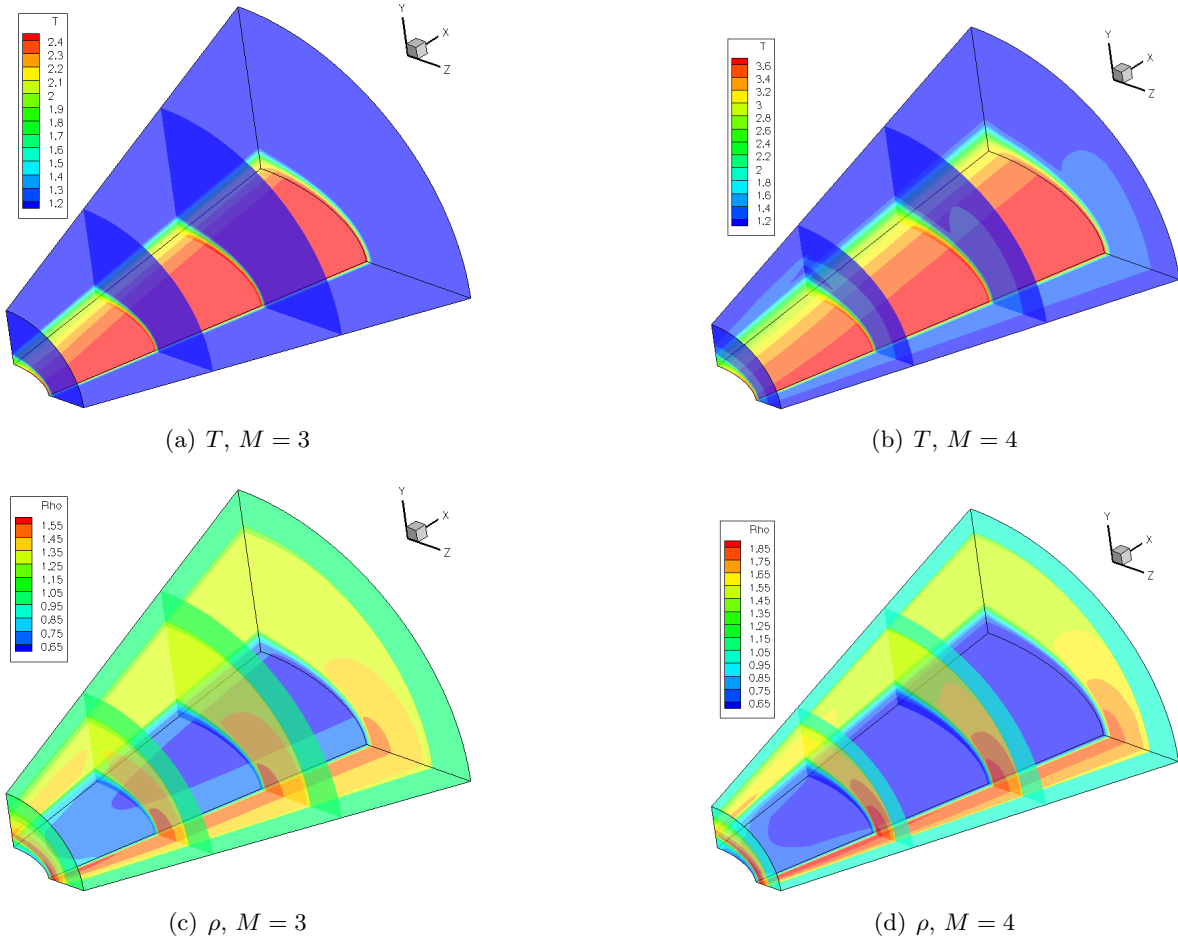 T
2.4
2.3
2.2
2.1
2
1.9
1.8
1.7
1.6
1.5
1.4
1.3
1.2
Y
X
Z
(a) T, M = 3
T
3.6
3.4
3.2
3
2.8
2.6
2.4
2.2
2
1.8
1.6
1.4
1.2
Y
X
Z
(b) T, M = 4
Rho
1.55
1.45
1.35
1.25
1.15
1.05
0.95
0.85
0.75
0.65
Y
X
Z
(c) ρ, M = 3
Rho
1.85
1.75
1.65
1.55
1.45
1.35
1.25
1.15
1.05
0.95
0.85
0.75
0.65
Y
X
Z
(d) ρ, M = 4